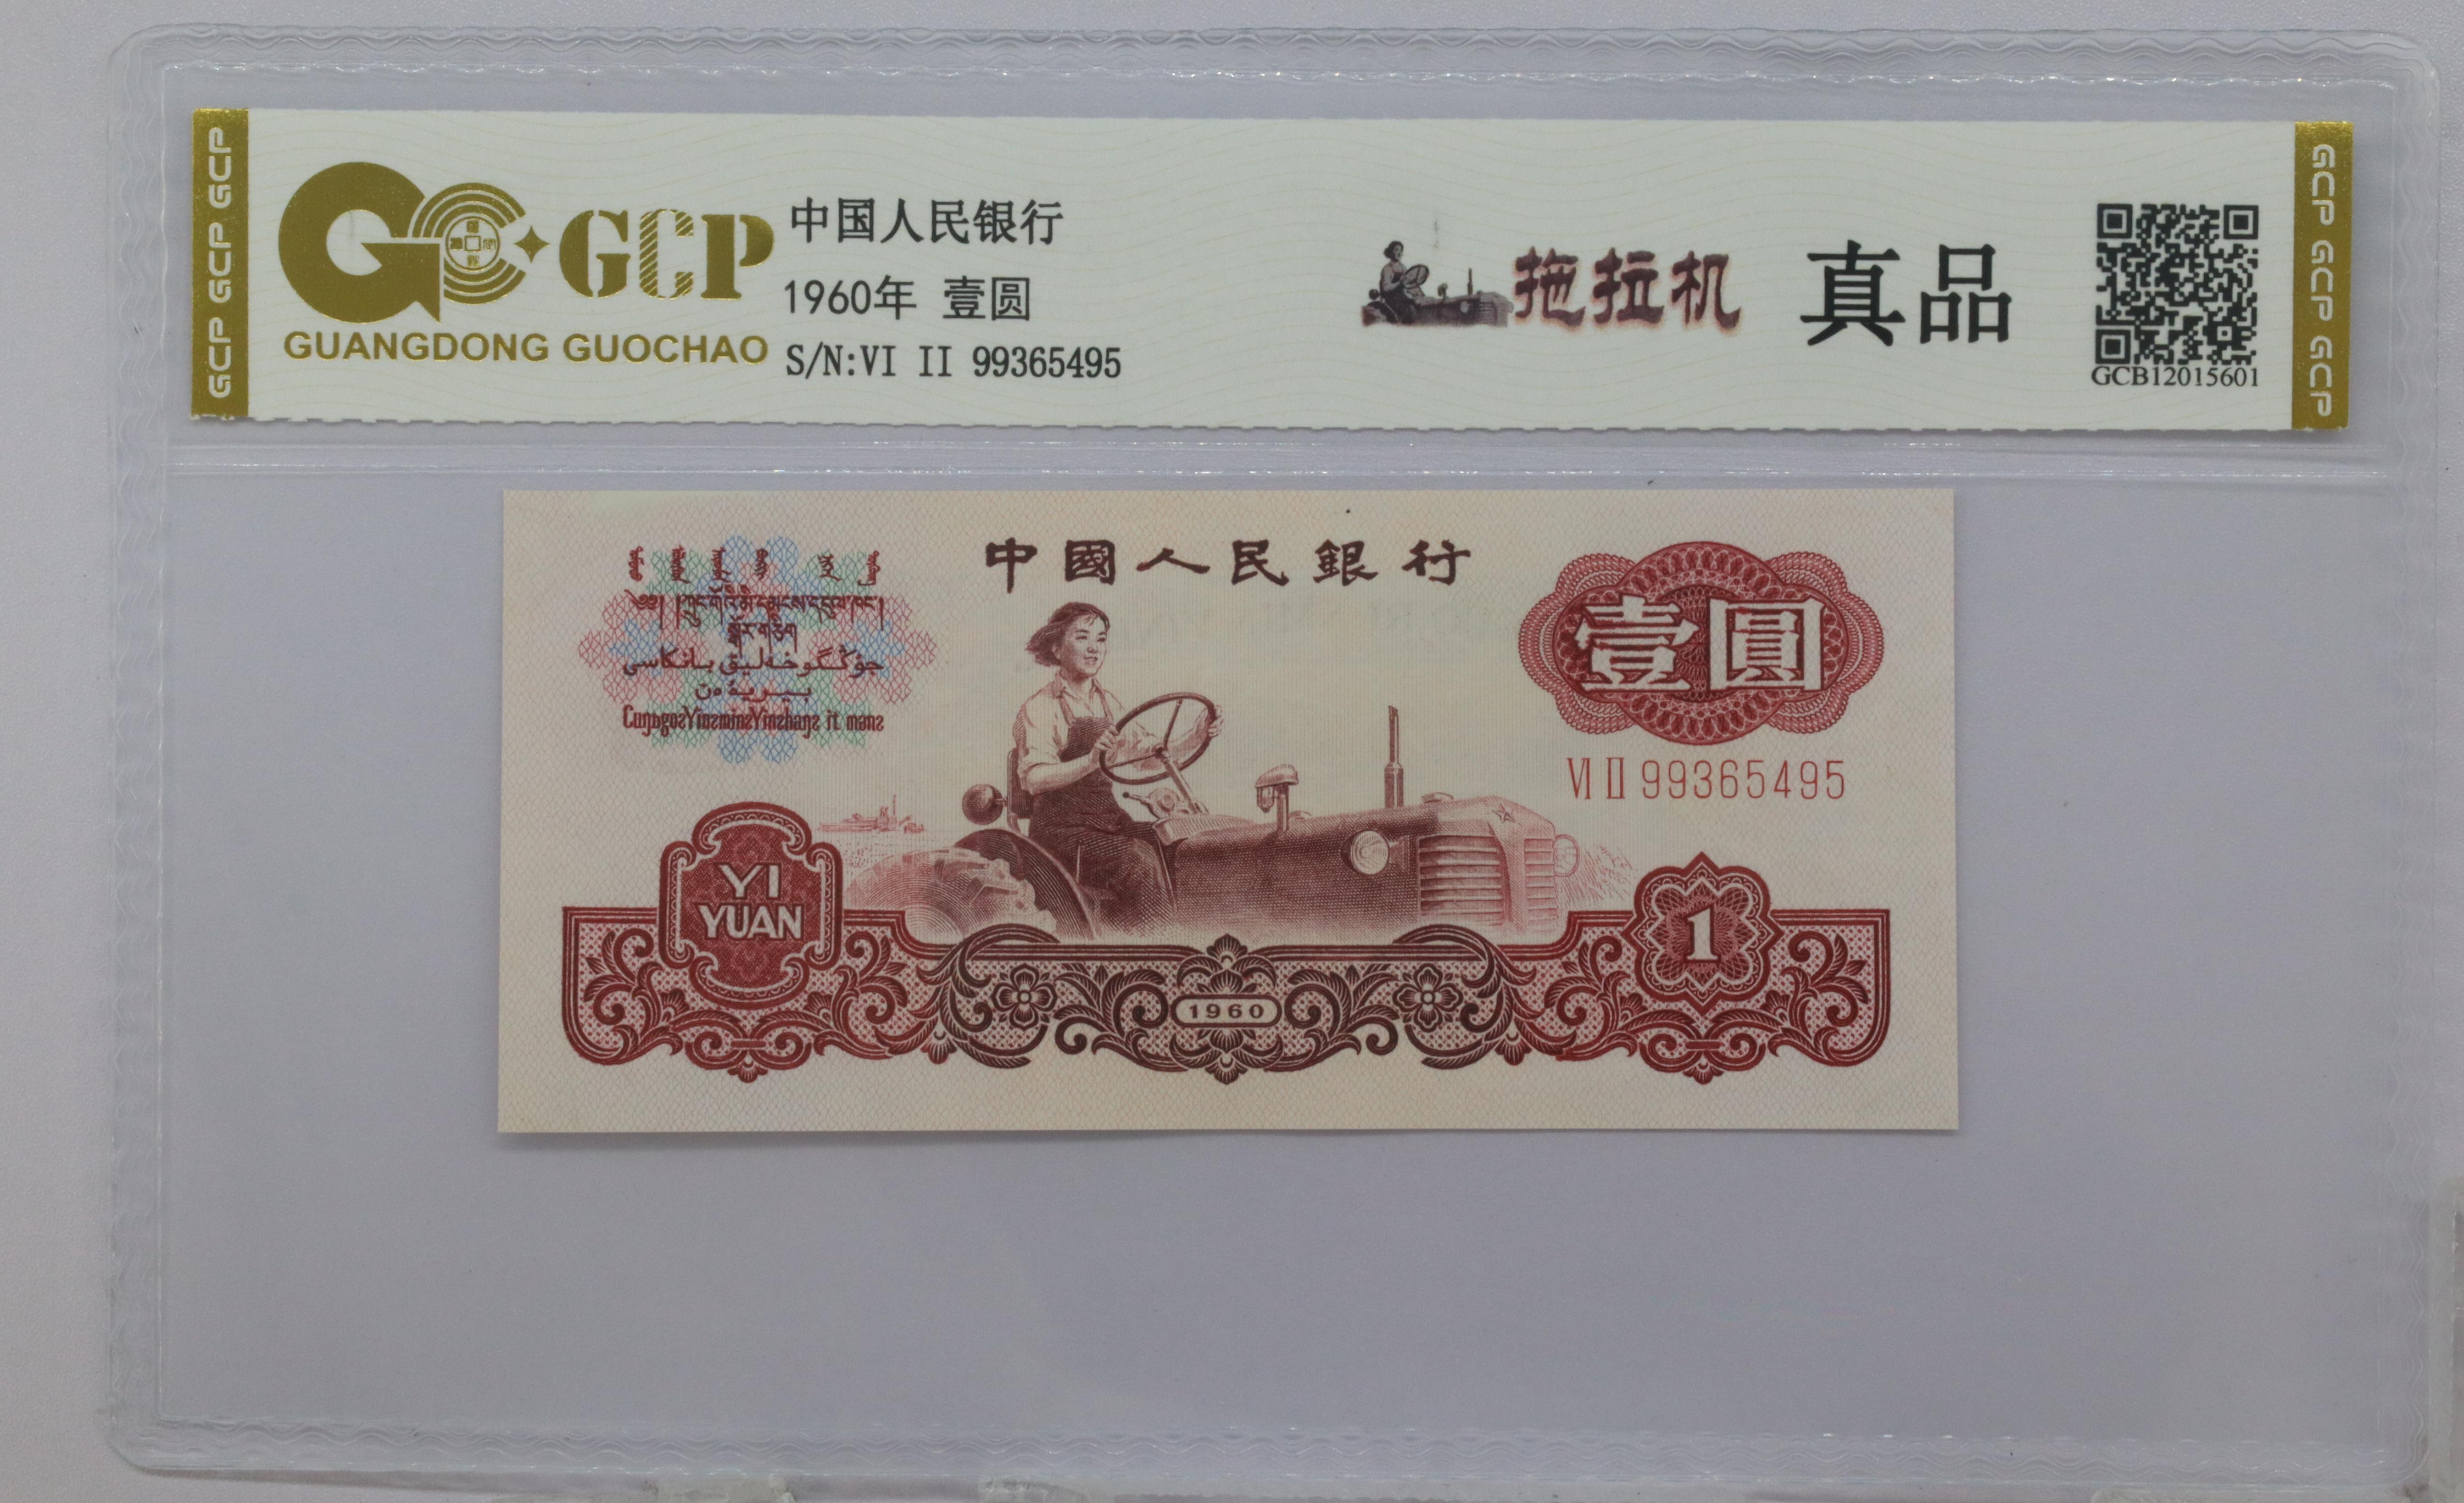 GCP GCP GCP
GCP
GUANGDONG GUOCHAO
中国人民银行
1960年 壹圆
S/N:VI II 99365495
拖拉机
真品
GCB12015601
GCP GCP GCP
中國人民銀行
壹圓
VI II 99365495
YI
YUAN
1960
1